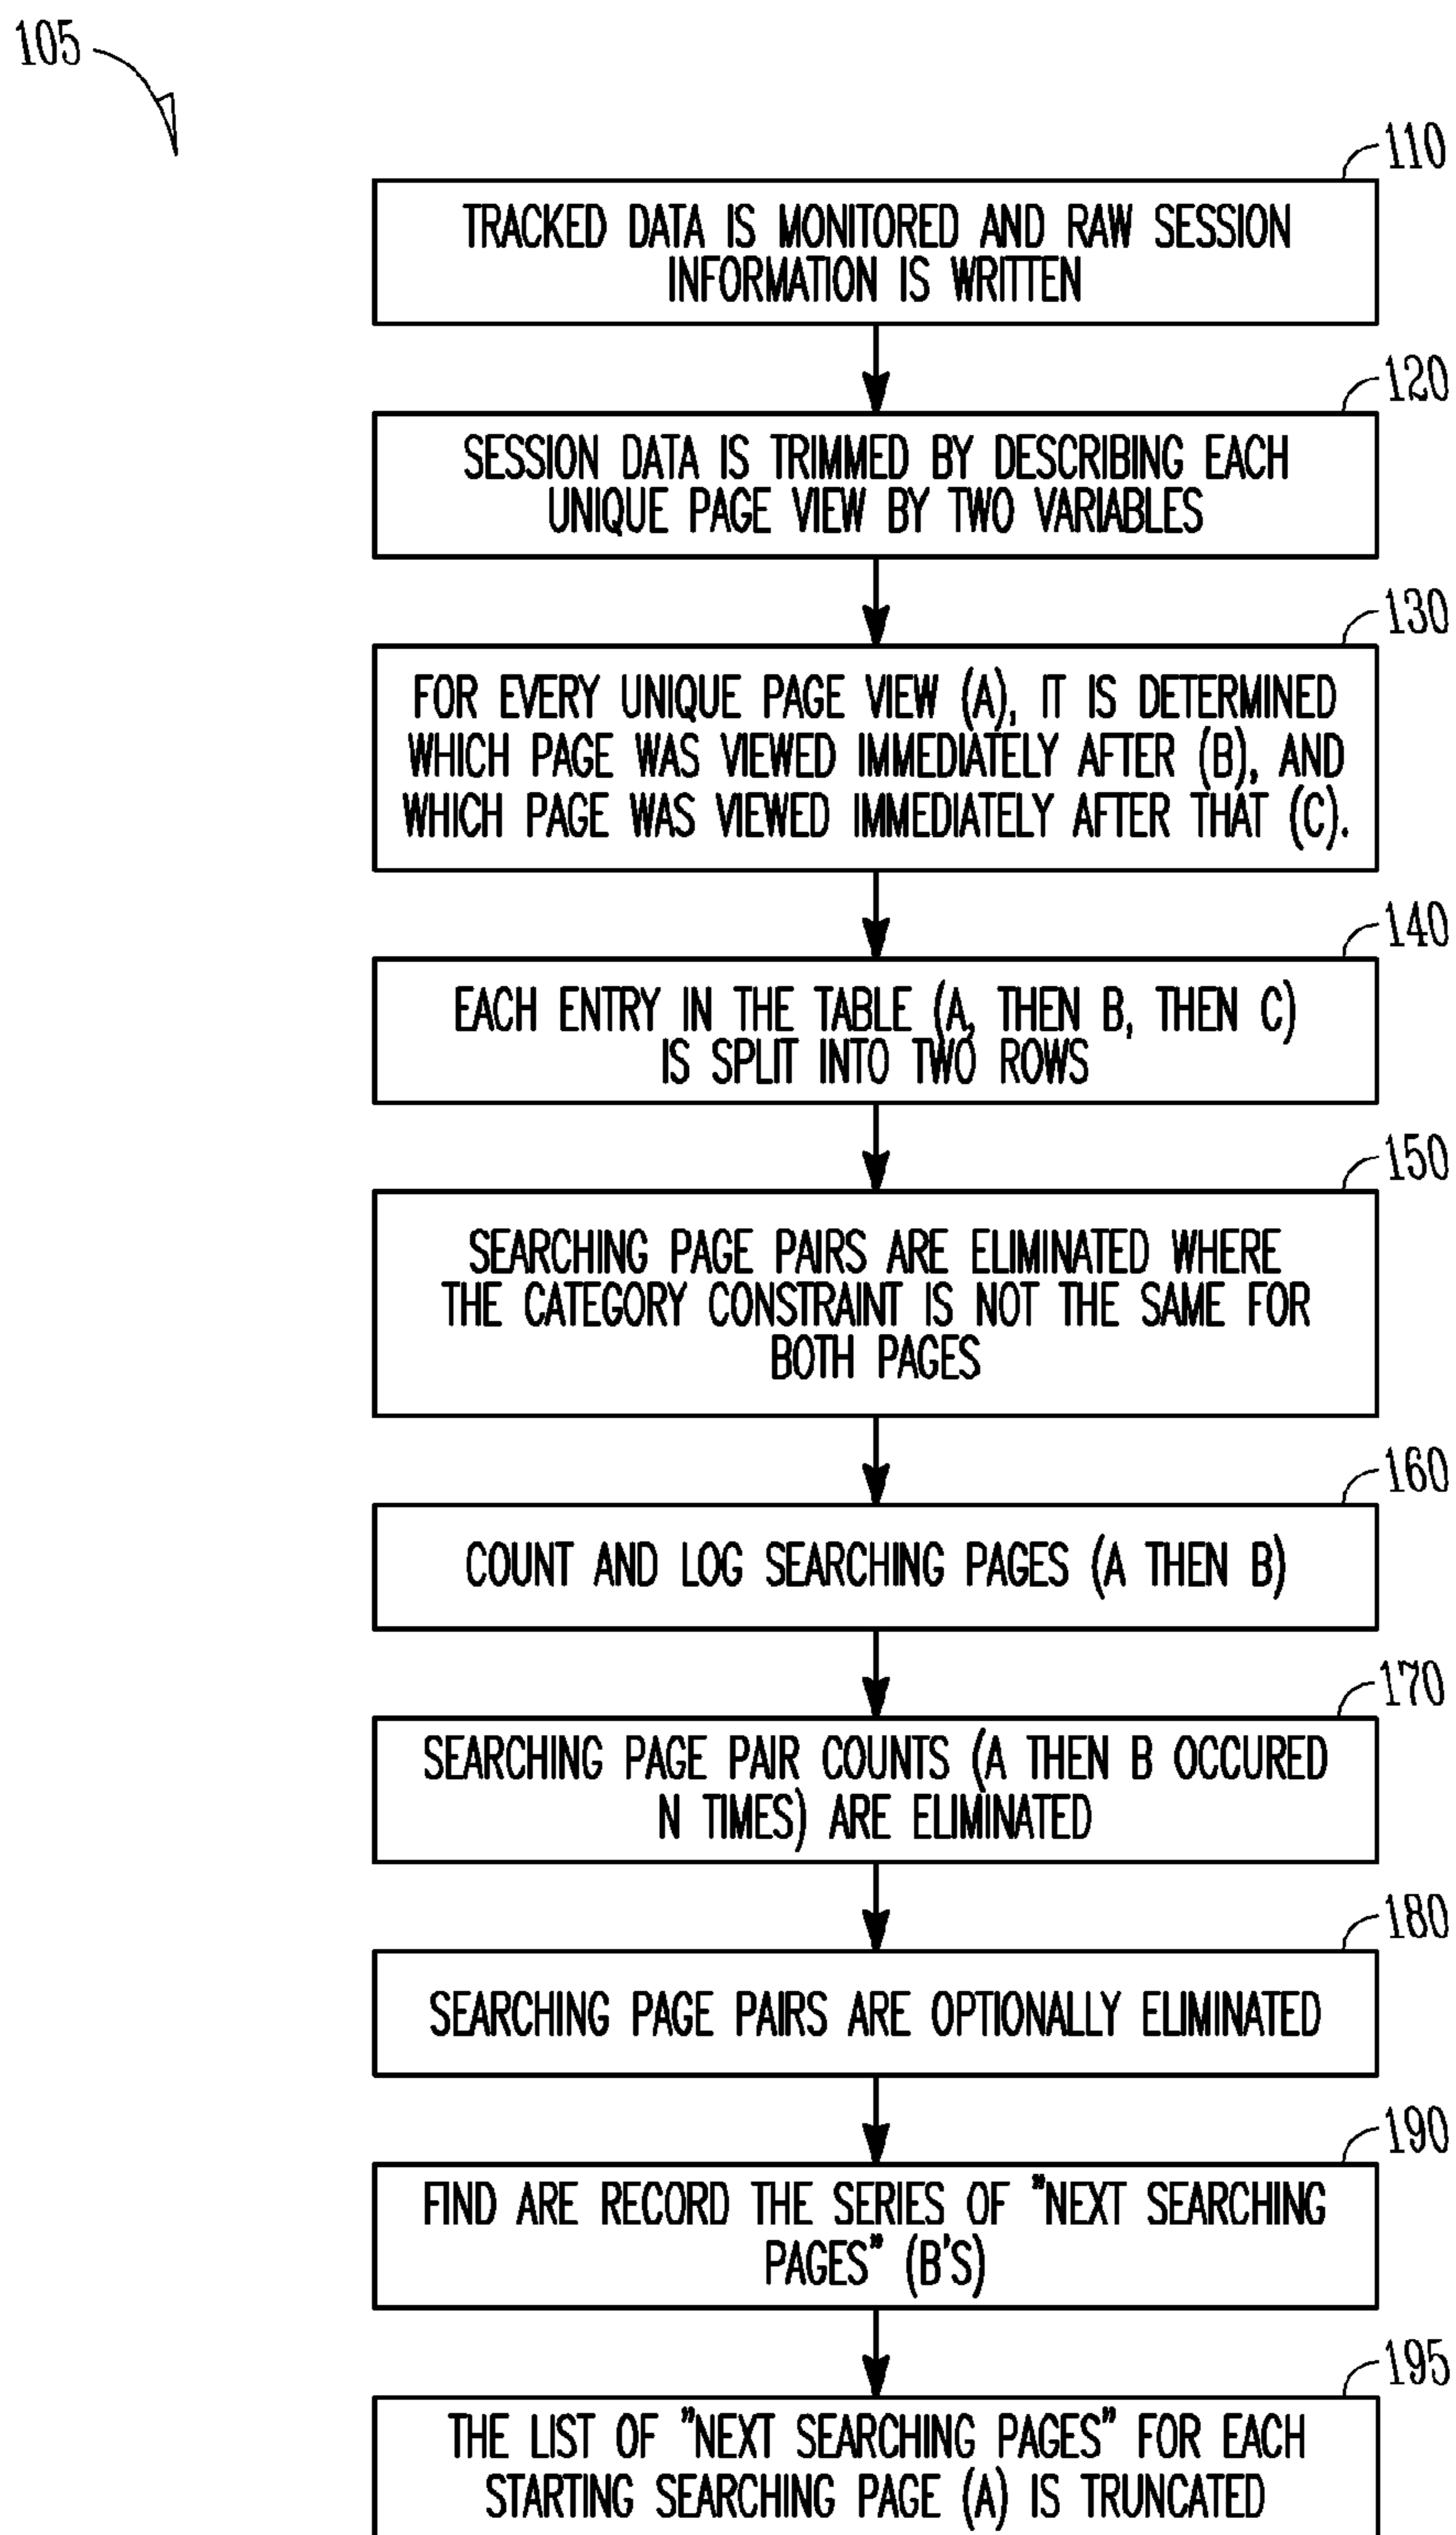 105
110
TRACKED DATA IS MONITORED AND RAW SESSION
INFORMATION IS WRITTEN
120
SESSION DATA IS TRIMMED BY DESCRIBING EACH
UNIQUE PAGE VIEW BY TWO VARIABLES
130
FOR EVERY UNIQUE PAGE VIEW (A), IT IS DETERMINED
WHICH PAGE WAS VIEWED IMMEDIATELY AFTER (B), AND
WHICH PAGE WAS VIEWED IMMEDIATELY AFTER THAT (C).
140
EACH ENTRY IN THE TABLE (A, THEN B, THEN C)
IS SPLIT INTO TWO ROWS
150
SEARCHING PAGE PAIRS ARE ELIMINATED WHERE
THE CATEGORY CONSTRAINT IS NOT THE SAME FOR
BOTH PAGES
160
COUNT AND LOG SEARCHING PAGES (A THEN B)
170
SEARCHING PAGE PAIR COUNTS (A THEN B OCCURED
N TIMES) ARE ELIMINATED
180
SEARCHING PAGE PAIRS ARE OPTIONALLY ELIMINATED
190
FIND ARE RECORD THE SERIES OF "NEXT SEARCHING
PAGES" (B'S)
195
THE LIST OF "NEXT SEARCHING PAGES" FOR EACH
STARTING SEARCHING PAGE (A) IS TRUNCATED